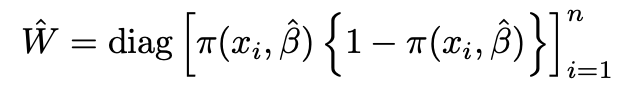 Ŵ = diag [π(xᵢ, β̂) {1 − π(xᵢ, β̂)}]ⁿᵢ₌₁